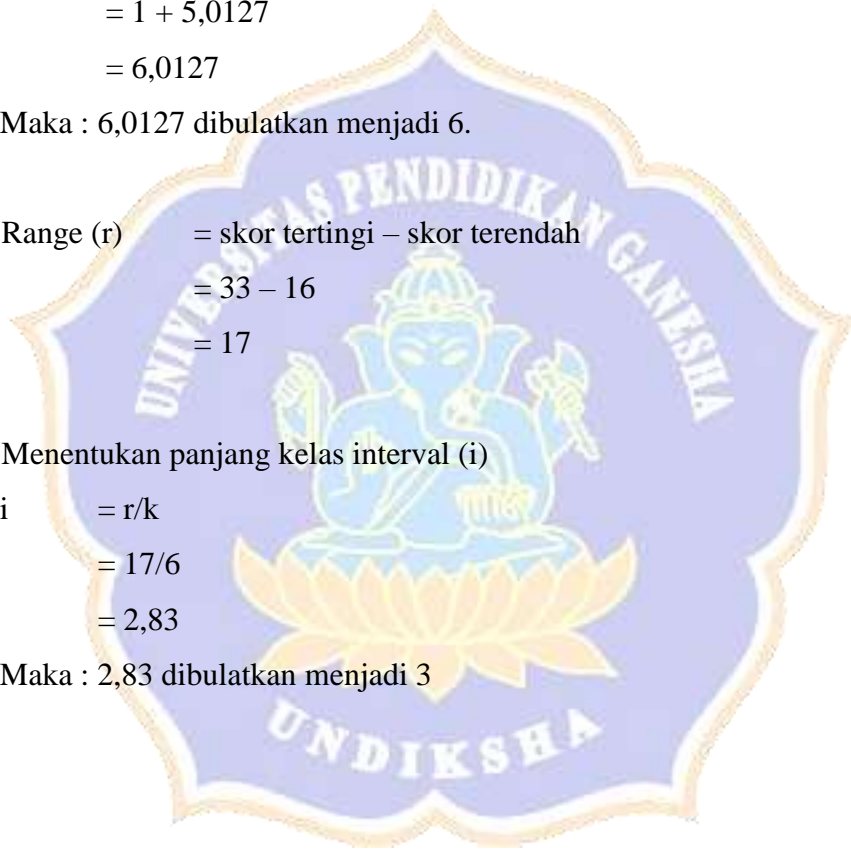 = 1 + 5,0127
= 6,0127
Maka : 6,0127 dibulatkan menjadi 6.
UNIVERSITAS PENDIDIKAN GANESHA
Range (r) = skor tertingi – skor terendah
= 33 – 16
= 17
Menentukan panjang kelas interval (i)
i = r/k
= 17/6
= 2,83
Maka : 2,83 dibulatkan menjadi 3
UNDIKSHA